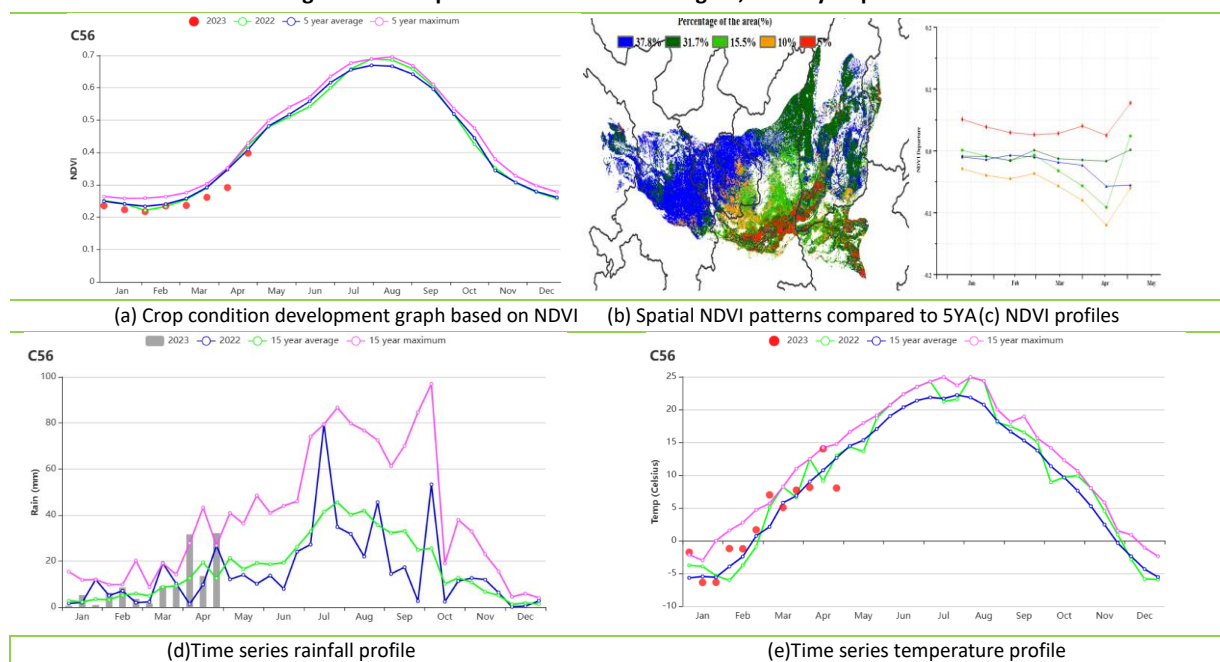 C56
2023 2022 5 year average 5 year maximum
NDVI
0.7
0.6
0.5
0.4
0.3
0.2
0.1
0
Jan Feb Mar Apr May Jun Jul Aug Sep Oct Nov Dec
Percentage of the area(%)
37.8% 31.7% 15.5% 10% 5%
NDVI Departure
Jan Feb Mar Apr May
(a) Crop condition development graph based on NDVI (b) Spatial NDVI patterns compared to 5YA (c) NDVI profiles
C56
2023 2022 15 year average 15 year maximum
Rain (mm)
100
80
60
40
20
0
Jan Feb Mar Apr May Jun Jul Aug Sep Oct Nov Dec
C56
2023 2022 15 year average 15 year maximum
Temp (Celsius)
25
20
15
10
5
0
-5
-10
Jan Feb Mar Apr May Jun Jul Aug Sep Oct Nov Dec
(d)Time series rainfall profile (e)Time series temperature profile